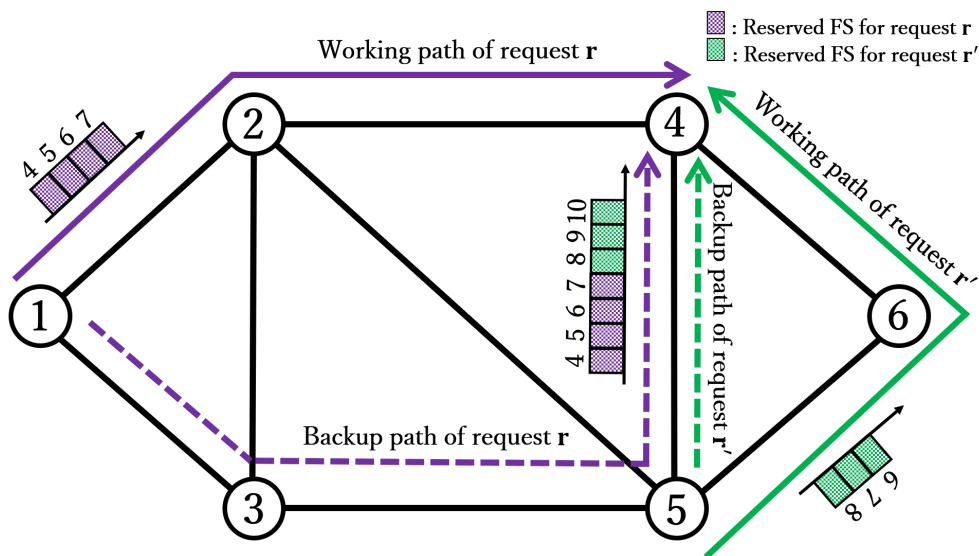 : Reserved FS for request r
: Reserved FS for request r′
Working path of request r
4 5 6 7
2
4
Working path of request r′
10
9
8
7
6
5
4
Backup path of request r′
1
6
Backup path of request r
3
5
8 7 6